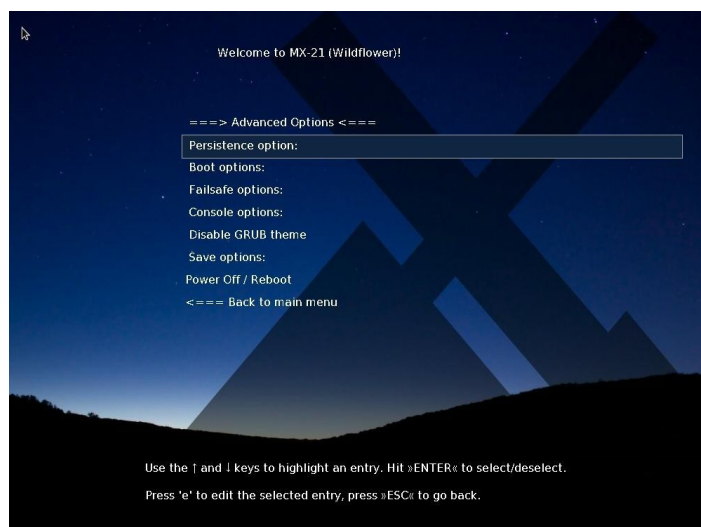 Welcome to MX-21 (Wildflower)!
===> Advanced Options <===
Persistence option:
Boot options:
Failsafe options:
Console options:
Disable GRUB theme
Save options:
Power Off / Reboot
<=== Back to main menu
Use the ↑ and ↓ keys to highlight an entry. Hit »ENTER« to select/deselect.
Press 'e' to edit the selected entry, press »ESC« to go back.